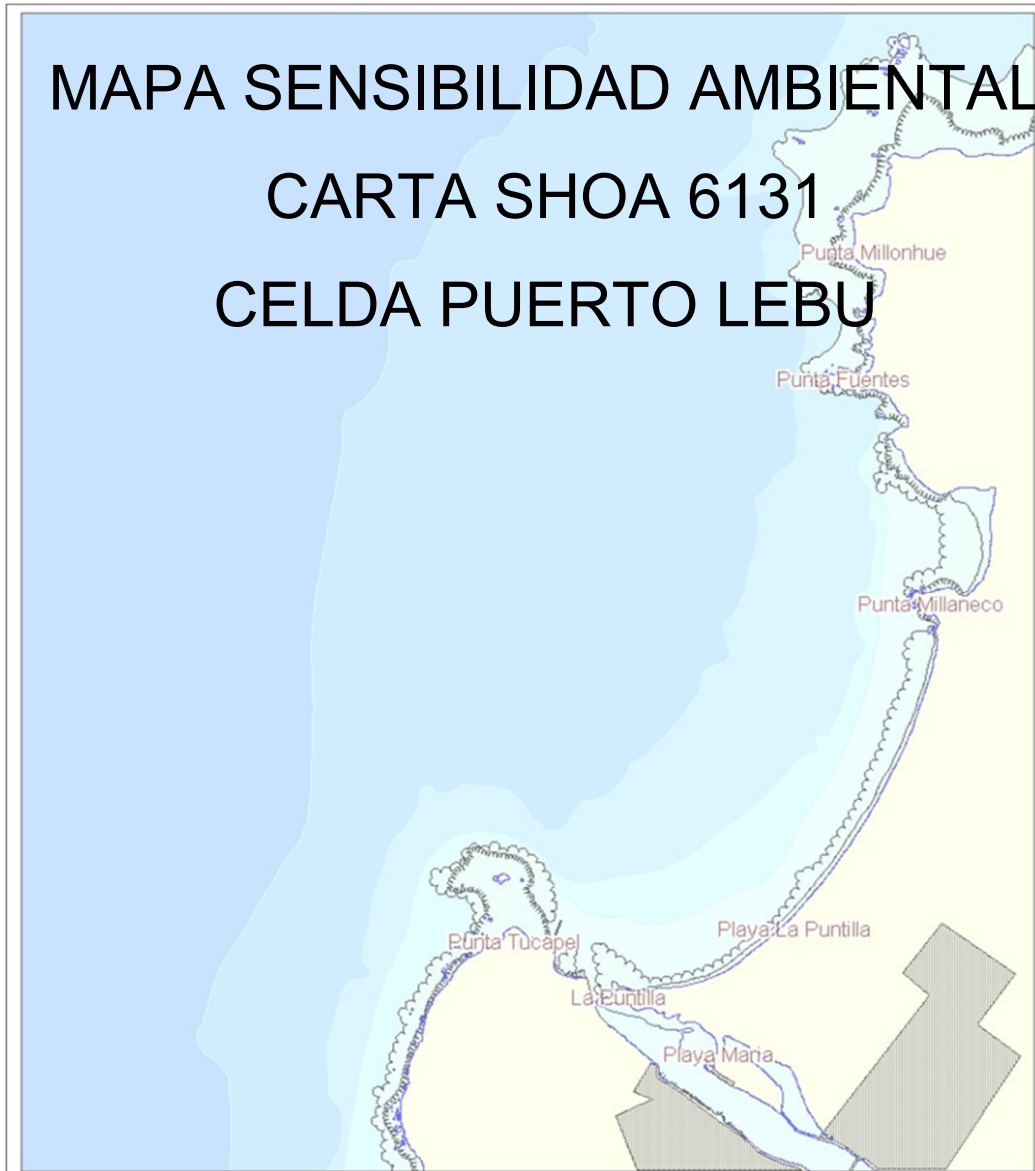 MAPA SENSIBILIDAD AMBIENTAL
CARTA SHOA 6131
Punta Millonhue
CELDA PUERTO LEBU
Punta Fuentes
Punta Millaneco
Playa La Puntilla
Punta Tucapel
La Puntilla
Playa Maria